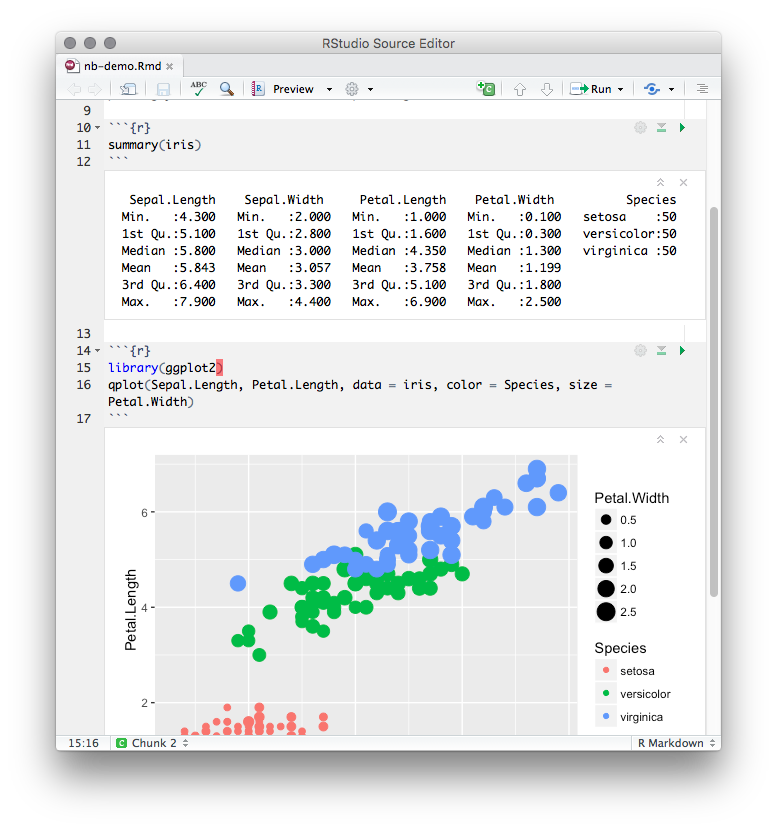 RStudio Source Editor
nb-demo.Rmd
ABC Preview Run
9
10 ```{r}
11 summary(iris)
12 ```
Sepal.Length Sepal.Width Petal.Length Petal.Width Species
Min. :4.300 Min. :2.000 Min. :1.000 Min. :0.100 setosa :50
1st Qu.:5.100 1st Qu.:2.800 1st Qu.:1.600 1st Qu.:0.300 versicolor:50
Median :5.800 Median :3.000 Median :4.350 Median :1.300 virginica :50
Mean :5.843 Mean :3.057 Mean :3.758 Mean :1.199
3rd Qu.:6.400 3rd Qu.:3.300 3rd Qu.:5.100 3rd Qu.:1.800
Max. :7.900 Max. :4.400 Max. :6.900 Max. :2.500
13
14 ```{r}
15 library(ggplot2)
16 qplot(Sepal.Length, Petal.Length, data = iris, color = Species, size =
Petal.Width)
17 ```
Petal.Length
6
4
2
Petal.Width
0.5
1.0
1.5
2.0
2.5
Species
setosa
versicolor
virginica
15:16 C Chunk 2 R Markdown